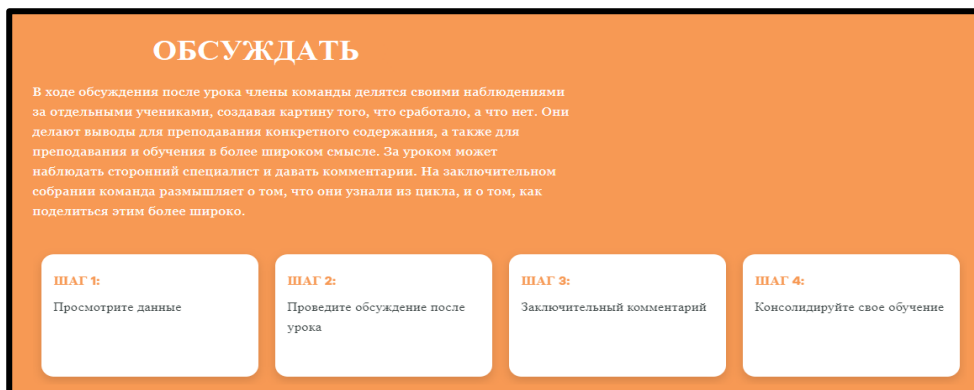 ОБСУЖДАТЬ
В ходе обсуждения после урока члены команды делятся своими наблюдениями
за отдельными учениками, создавая картину того, что сработало, а что нет. Они
делают выводы для преподавания конкретного содержания, а также для
преподавания и обучения в более широком смысле. За уроком может
наблюдать сторонний специалист и давать комментарии. На заключительном
собрании команда размышляет о том, что они узнали из цикла, и о том, как
поделиться этим более широко.
ШАГ 1:
Просмотрите данные
ШАГ 2:
Проведите обсуждение после
урока
ШАГ 3:
Заключительный комментарий
ШАГ 4:
Консолидируйте свое обучение